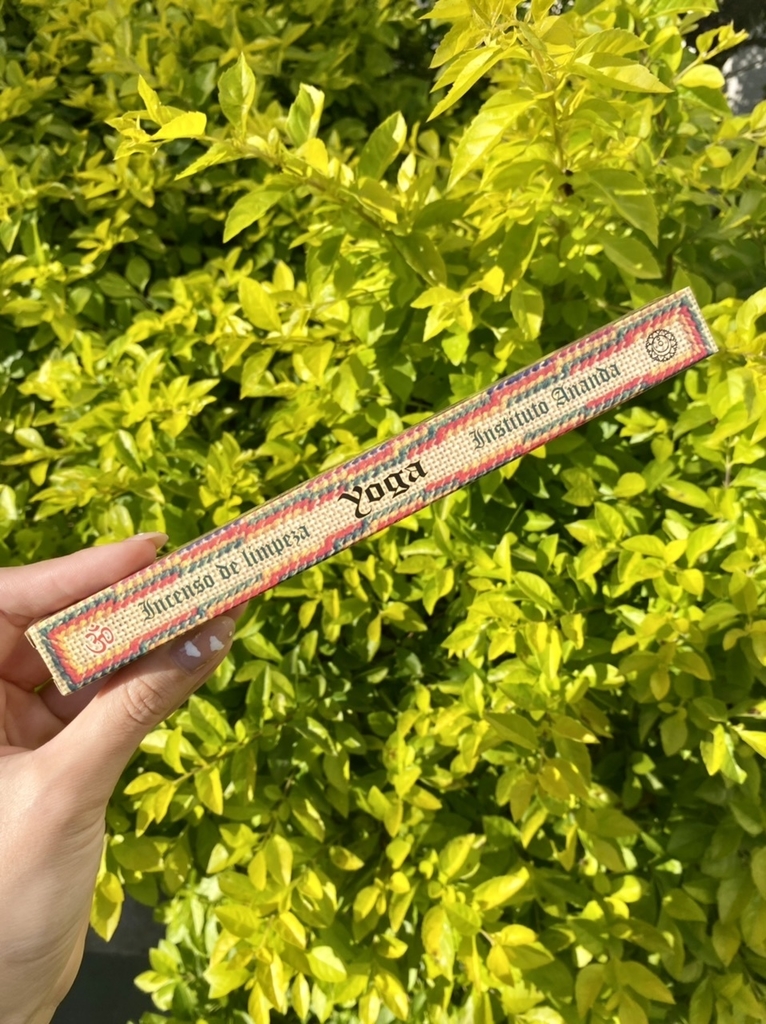 ॐ
Incenso de limpeza
Yoga
Instituto Ananda